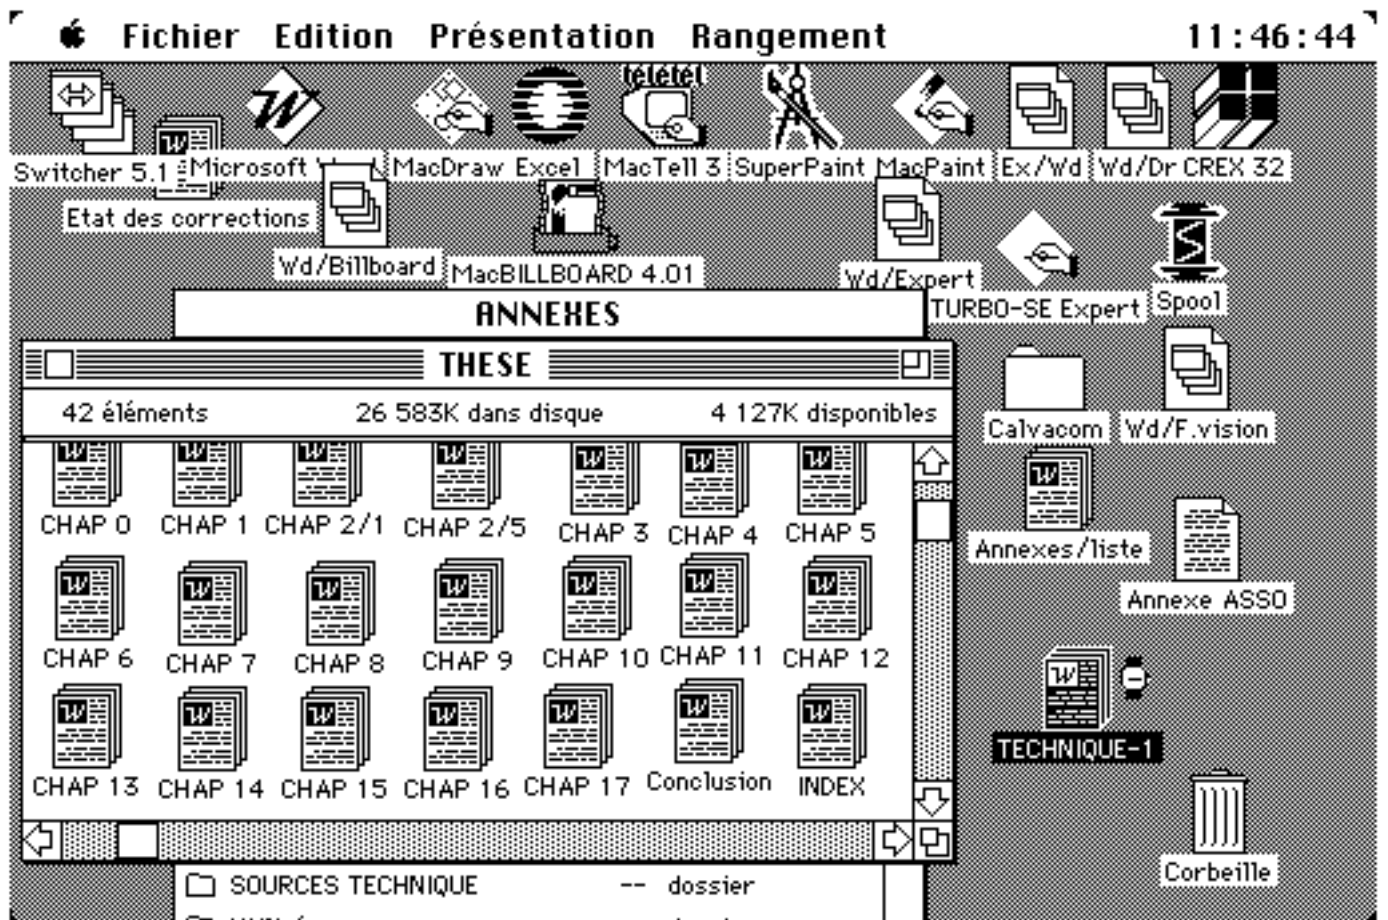 Fichier Edition Présentation Rangement 11:46:44
télétel
Switcher 5.1 Microsoft MacDraw Excel MacTell 3 SuperPaint MacPaint Ex/Wd Wd/Dr CREX 32
Etat des corrections
Wd/Billboard MacBILLBOARD 4.01 Wd/Expert
TURBO-SE Expert Spool
ANNEXES
THESE
42 éléments 26 583K dans disque 4 127K disponibles
Calvacom Wd/F.vision
CHAP 0 CHAP 1 CHAP 2/1 CHAP 2/5 CHAP 3 CHAP 4 CHAP 5
Annexes/liste
Annexe ASSO
CHAP 6 CHAP 7 CHAP 8 CHAP 9 CHAP 10 CHAP 11 CHAP 12
TECHNIQUE-1
CHAP 13 CHAP 14 CHAP 15 CHAP 16 CHAP 17 Conclusion INDEX
Corbeille
SOURCES TECHNIQUE -- dossier